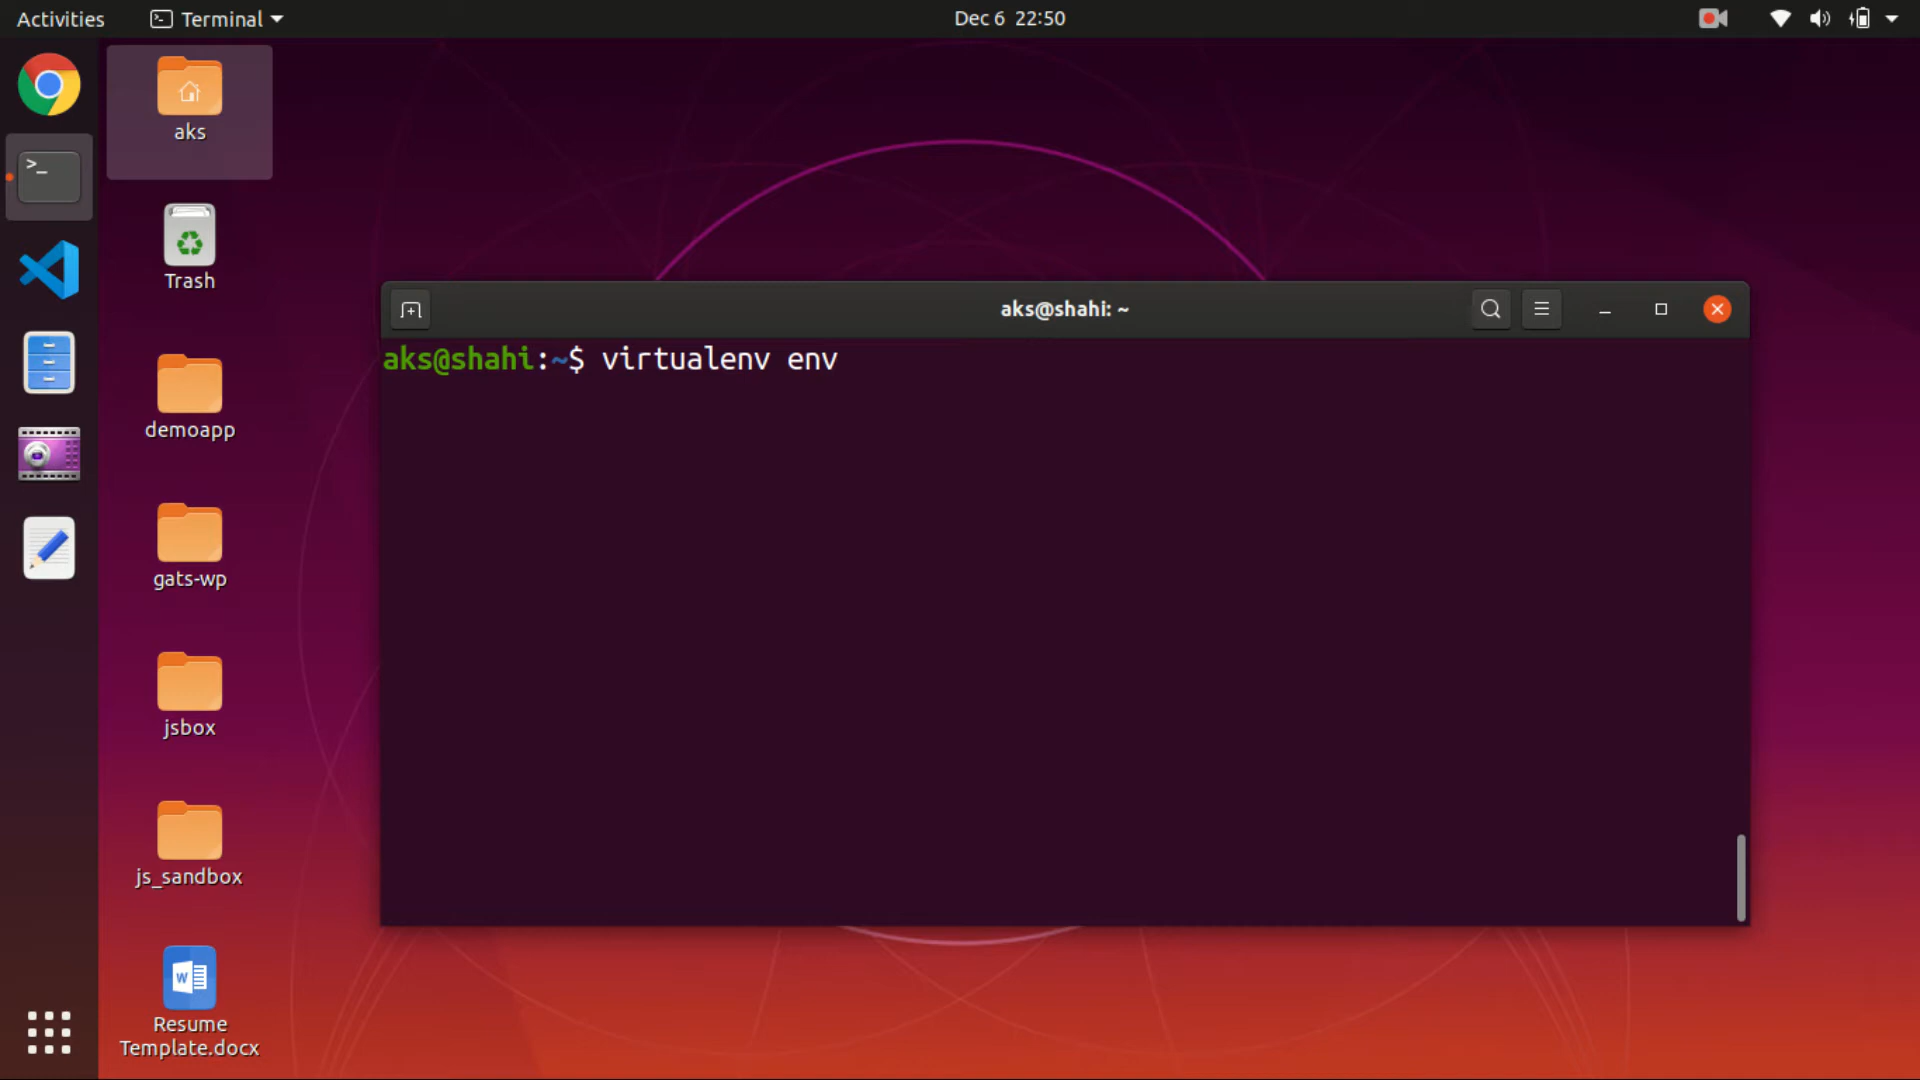 Activities
Terminal
Dec 6 22:50
aks
Trash
demoapp
gats-wp
jsbox
js_sandbox
Resume
Template.docx
aks@shahi: ~
aks@shahi:~$ virtualenv env